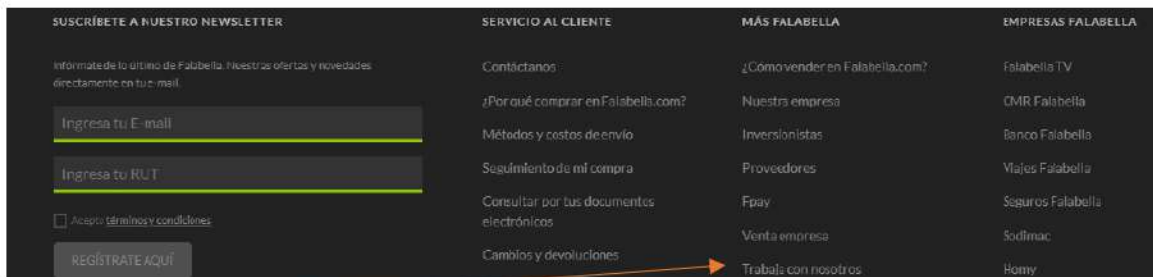 SUSCRÍBETE A NUESTRO NEWSLETTER
Infórmate de lo último de Falabella. Nuestras ofertas y novedades
directamente en tu e-mail.
Ingresa tu E-mail
Ingresa tu RUT
Acepto términos y condiciones
REGÍSTRATE AQUÍ
SERVICIO AL CLIENTE
Contáctanos
¿Por qué comprar en Falabella.com?
Métodos y costos de envío
Seguimiento de mi compra
Consultar por tus documentos
electrónicos
Cambios y devoluciones
MÁS FALABELLA
¿Cómo vender en Falabella.com?
Nuestra empresa
Inversionistas
Proveedores
Fpay
Venta empresa
Trabaja con nosotros
EMPRESAS FALABELLA
Falabella TV
CMR Falabella
Banco Falabella
Viajes Falabella
Seguros Falabella
Sodimac
Homy